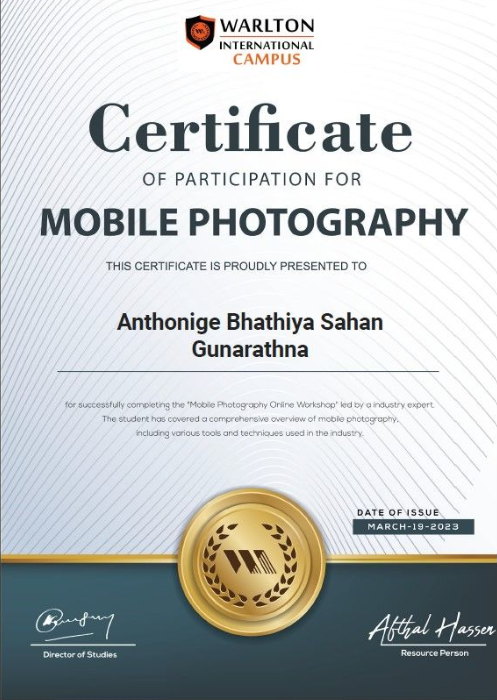 WARLTON
INTERNATIONAL
CAMPUS
Certificate
OF PARTICIPATION FOR
MOBILE PHOTOGRAPHY
THIS CERTIFICATE IS PROUDLY PRESENTED TO
Anthonige Bhathiya Sahan
Gunarathna
for successfully completing the "Mobile Photography Online Workshop" led by a industry expert.
The student has covered a comprehensive overview of mobile photography,
including various tools and techniques used in the industry.
DATE OF ISSUE
MARCH-19-2023
Director of Studies
Afthal Hassen
Resource Person